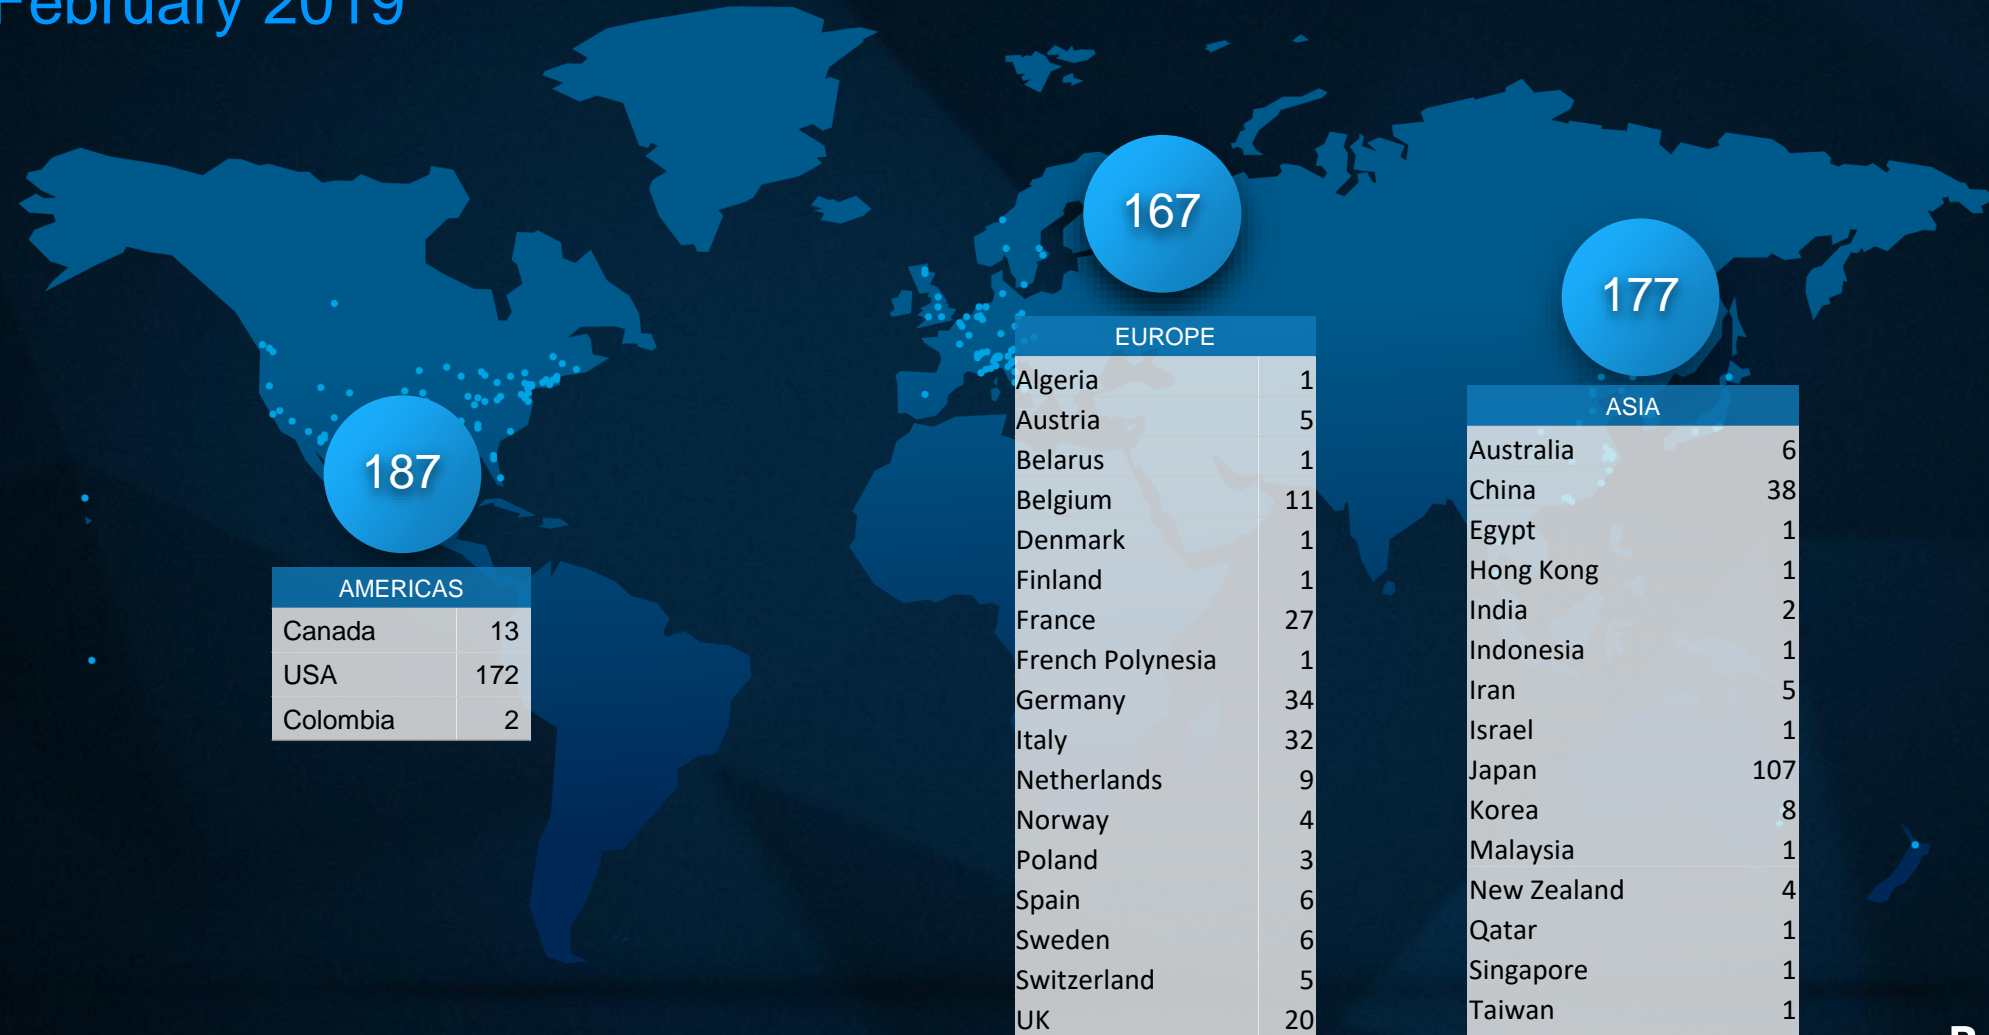 February 2019
167
177
187
EUROPE
Algeria 1
Austria 5
Belarus 1
Belgium 11
Denmark 1
Finland 1
France 27
French Polynesia 1
Germany 34
Italy 32
Netherlands 9
Norway 4
Poland 3
Spain 6
Sweden 6
Switzerland 5
UK 20
ASIA
Australia 6
China 38
Egypt 1
Hong Kong 1
India 2
Indonesia 1
Iran 5
Israel 1
Japan 107
Korea 8
Malaysia 1
New Zealand 4
Qatar 1
Singapore 1
Taiwan 1
AMERICAS
Canada 13
USA 172
Colombia 2